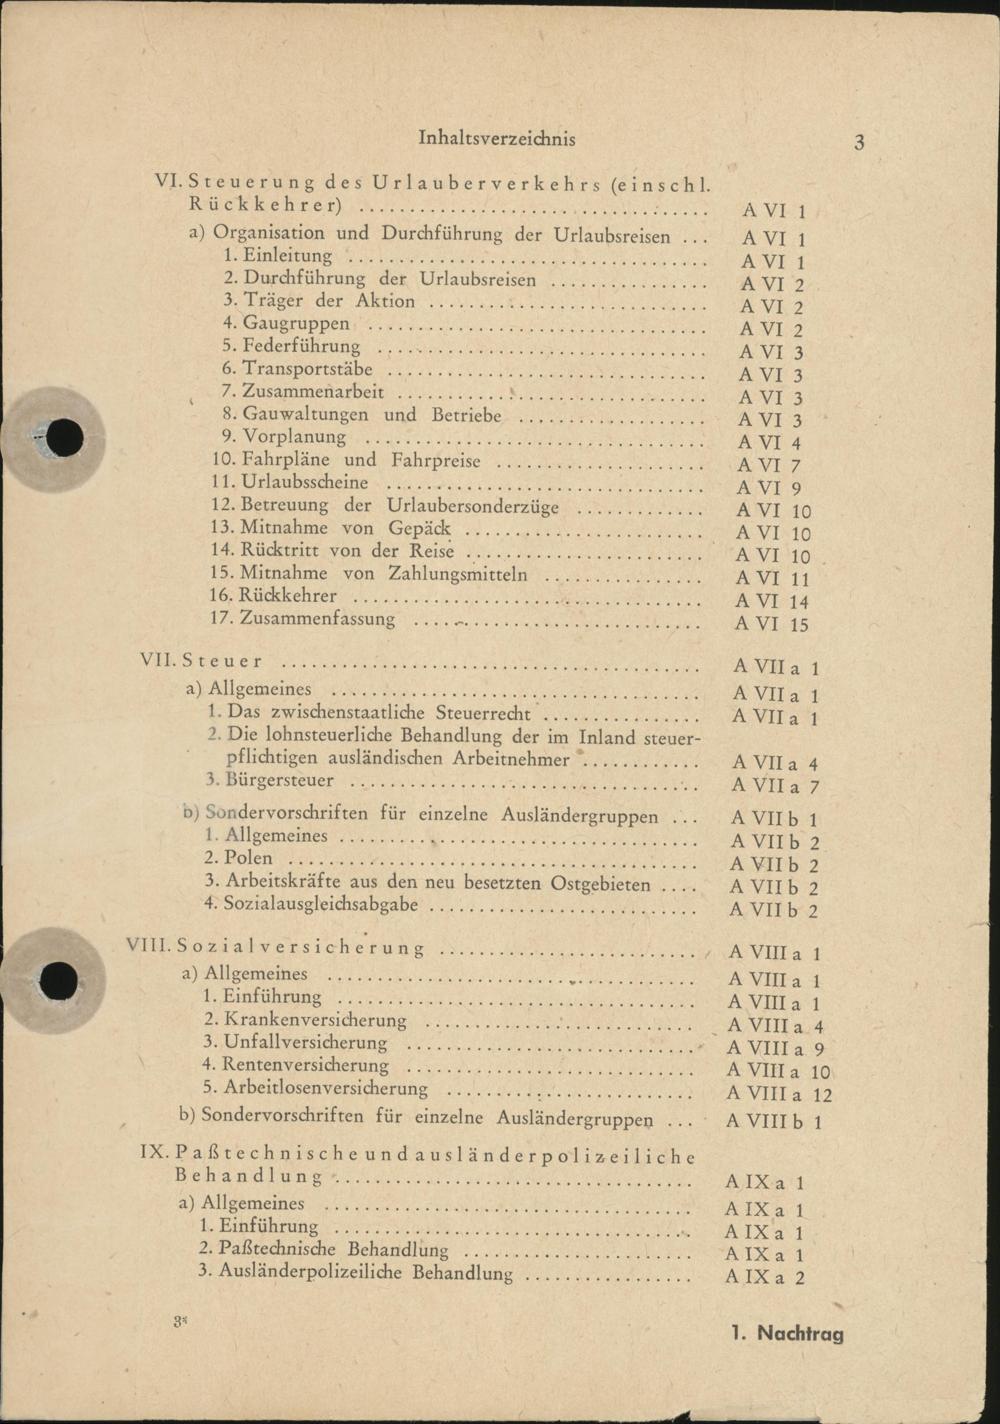 Inhaltsverzeichnis 3
VI. Steuerung des Urlauberverkehrs (einschl.
Rückkehrer) .................................. A VI 1
a) Organisation und Durchführung der Urlaubsreisen ... A VI 1
1. Einleitung .................................. A VI 1
2. Durchführung der Urlaubsreisen ................ A VI 2
3. Träger der Aktion ............................ A VI 2
4. Gaugruppen .................................. A VI 2
5. Federführung ................................ A VI 3
6. Transportstäbe ............................... A VI 3
7. Zusammenarbeit .............................. A VI 3
8. Gauwaltungen und Betriebe ................... A VI 3
9. Vorplanung .................................. A VI 4
10. Fahrpläne und Fahrpreise ..................... A VI 7
11. Urlaubsscheine ............................... A VI 9
12. Betreuung der Urlaubersonderzüge ............. A VI 10
13. Mitnahme von Gepäck ........................ A VI 10
14. Rücktritt von der Reise ........................ A VI 10
15. Mitnahme von Zahlungsmitteln ................ A VI 11
16. Rückkehrer .................................. A VI 14
17. Zusammenfassung ............................ A VI 15
VII. Steuer ........................................ A VII a 1
a) Allgemeines .................................... A VII a 1
1. Das zwischenstaatliche Steuerrecht ................ A VII a 1
2. Die lohnsteuerliche Behandlung der im Inland steuer-
pflichtigen ausländischen Arbeitnehmer ............ A VII a 4
3. Bürgersteuer .................................. A VII a 7
b) Sondervorschriften für einzelne Ausländergruppen ... A VII b 1
1. Allgemeines ................................... A VII b 2
2. Polen ........................................ A VII b 2
3. Arbeitskräfte aus den neu besetzten Ostgebieten .... A VII b 2
4. Sozialausgleichsabgabe .......................... A VII b 2
VIII. Sozialversicherung ......................... A VIII a 1
a) Allgemeines .................................... A VIII a 1
1. Einführung ................................... A VIII a 1
2. Krankenversicherung .......................... A VIII a 4
3. Unfallversicherung ............................ A VIII a 9
4. Rentenversicherung ............................ A VIII a 10
5. Arbeitlosenversicherung ........................ A VIII a 12
b) Sondervorschriften für einzelne Ausländergruppen ... A VIII b 1
IX. Paßtechnische und ausländerpolizeiliche
Behandlung ................................... A IX a 1
a) Allgemeines .................................... A IX a 1
1. Einführung ................................... A IX a 1
2. Paßtechnische Behandlung ...................... A IX a 1
3. Ausländerpolizeiliche Behandlung ................. A IX a 2
3*
1. Nachtrag